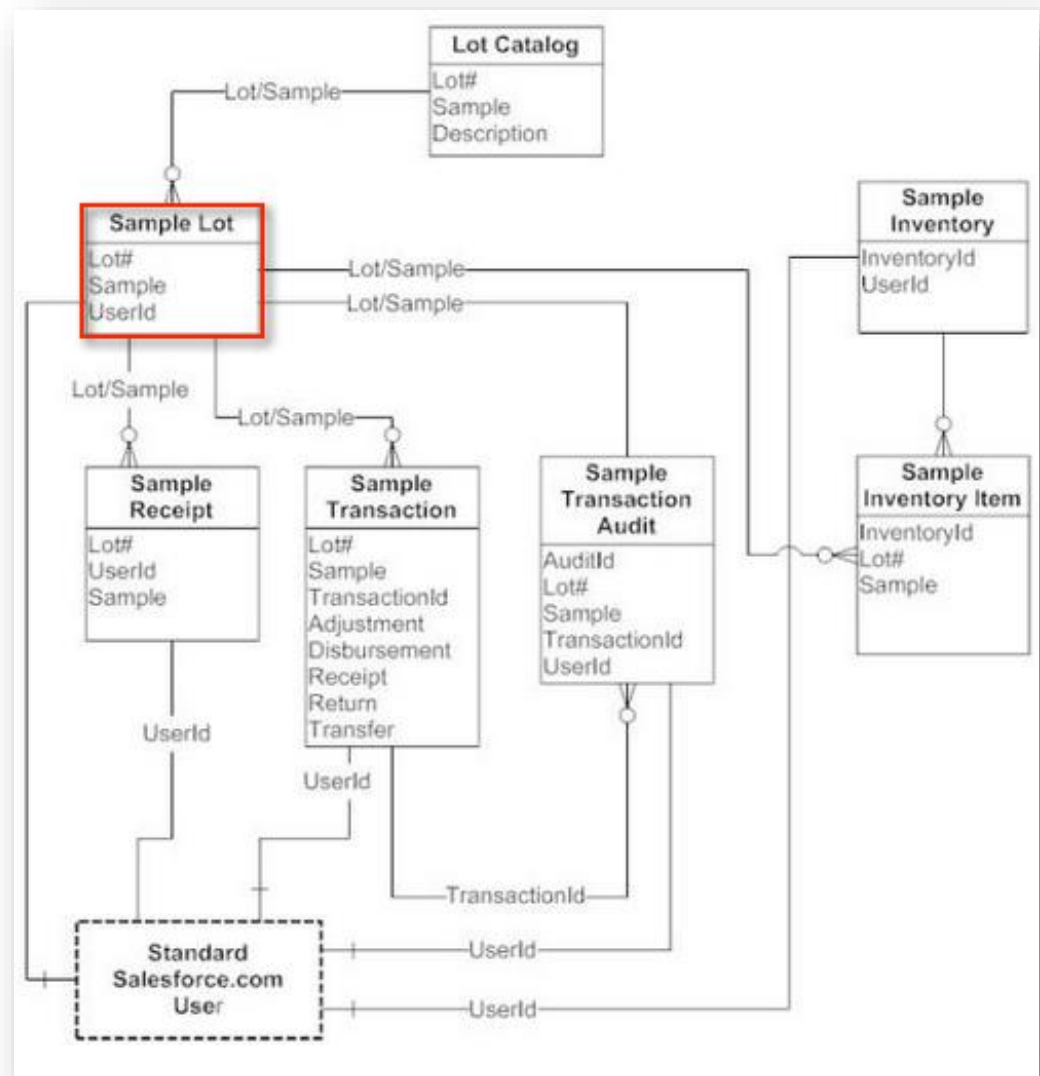 Lot Catalog
Lot#
Sample
Description
Lot/Sample
Sample Lot
Lot#
Sample
UserId
Lot/Sample
Lot/Sample
Sample
Inventory
InventoryId
UserId
Lot/Sample
Lot/Sample
Sample
Receipt
Lot#
UserId
Sample
Sample
Transaction
Lot#
Sample
TransactionId
Adjustment
Disbursement
Receipt
Return
Transfer
Sample
Transaction
Audit
AuditId
Lot#
Sample
TransactionId
UserId
Sample
Inventory Item
InventoryId
Lot#
Sample
UserId
UserId
TransactionId
Standard
Salesforce.com
User
UserId
UserId